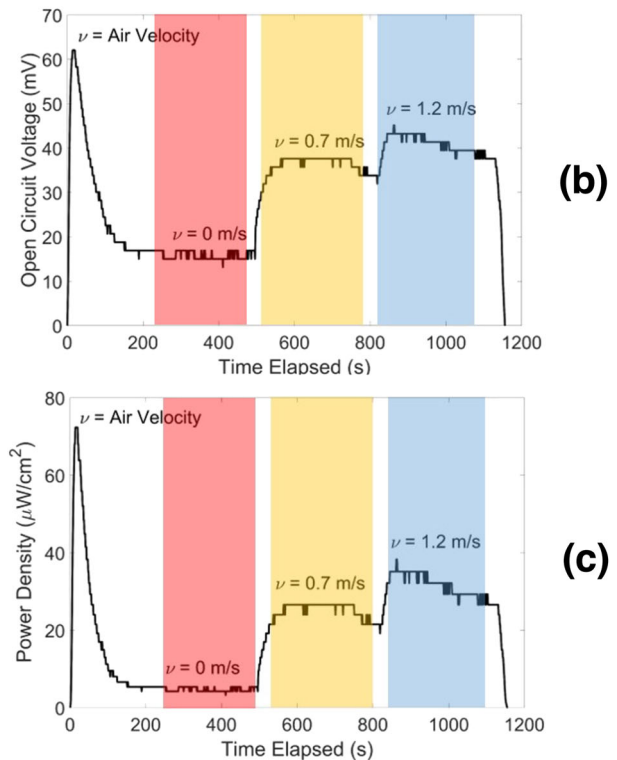 70
60
50
40
30
20
10
0
Open Circuit Voltage (mV)
ν = Air Velocity
ν = 0 m/s
ν = 0.7 m/s
ν = 1.2 m/s
0 200 400 600 800 1000 1200
Time Elapsed (s)
(b)
80
60
40
20
0
Power Density (μW/cm²)
ν = Air Velocity
ν = 0 m/s
ν = 0.7 m/s
ν = 1.2 m/s
0 200 400 600 800 1000 1200
Time Elapsed (s)
(c)